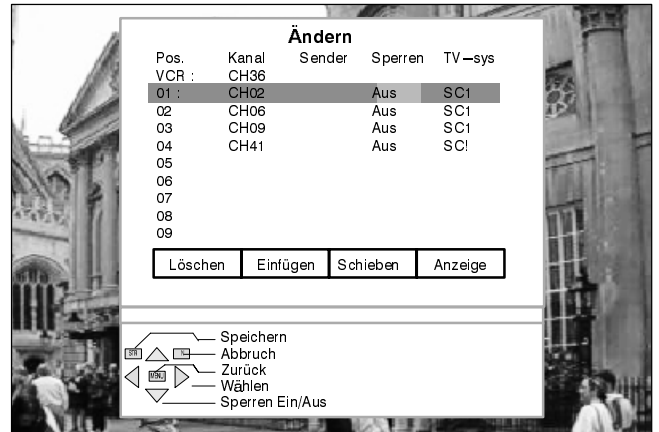 Ändern
Pos. Kanal Sender Sperren TV–sys
VCR : CH36
01 : CH02 Aus SC1
02 CH06 Aus SC1
03 CH09 Aus SC1
04 CH41 Aus SC!
05
06
07
08
09
Löschen Einfügen Schieben Anzeige
Speichern
STR N Abbruch
MENU Zurück
Wählen
Sperren Ein/Aus